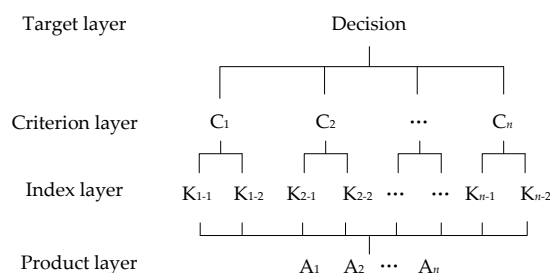 Target layer Decision
Criterion layer C1 C2 ... Cn
Index layer K1-1 K1-2 K2-1 K2-2 ... ... Kn-1 Kn-2
Product layer A1 A2 ... An